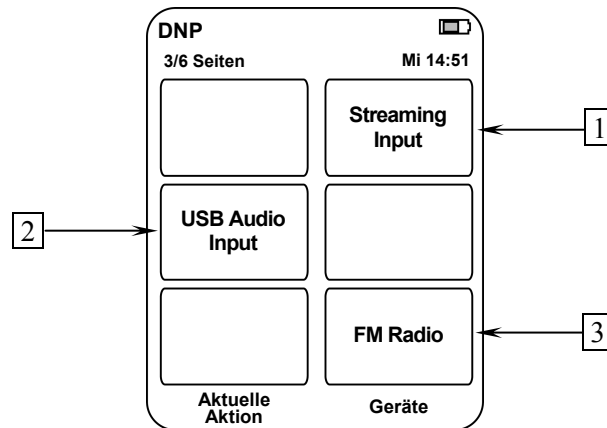 DNP
3/6 Seiten
Mi 14:51
Streaming
Input
1
2
USB Audio
Input
FM Radio
3
Aktuelle
Aktion
Geräte